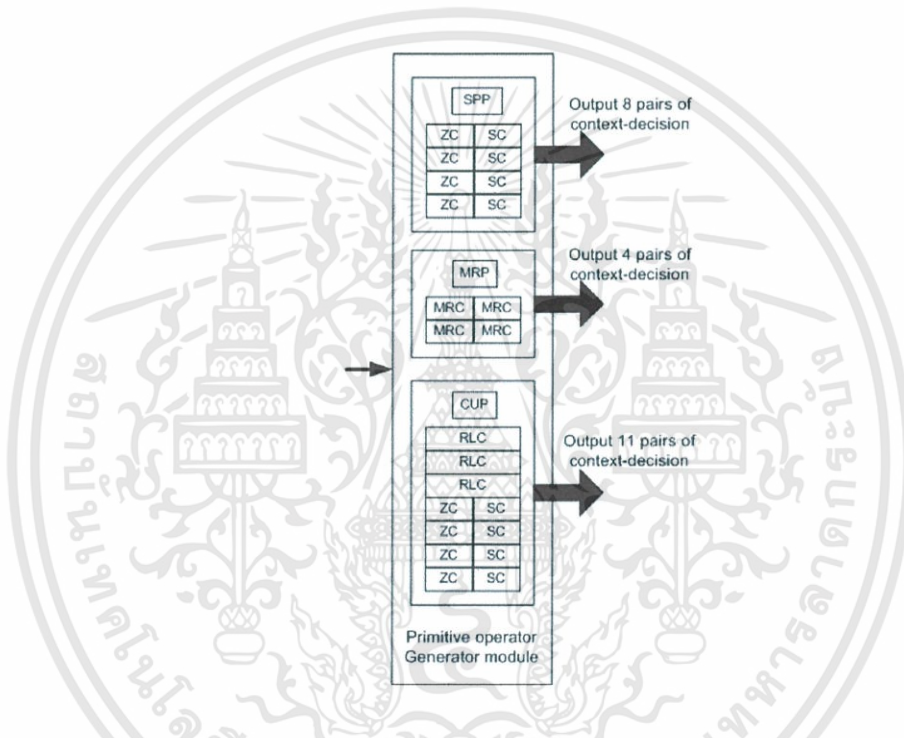 SPP
ZC SC
ZC SC
ZC SC
ZC SC
Output 8 pairs of
context-decision
MRP
MRC MRC
MRC MRC
Output 4 pairs of
context-decision
CUP
RLC
RLC
RLC
ZC SC
ZC SC
ZC SC
ZC SC
Output 11 pairs of
context-decision
Primitive operator
Generator module